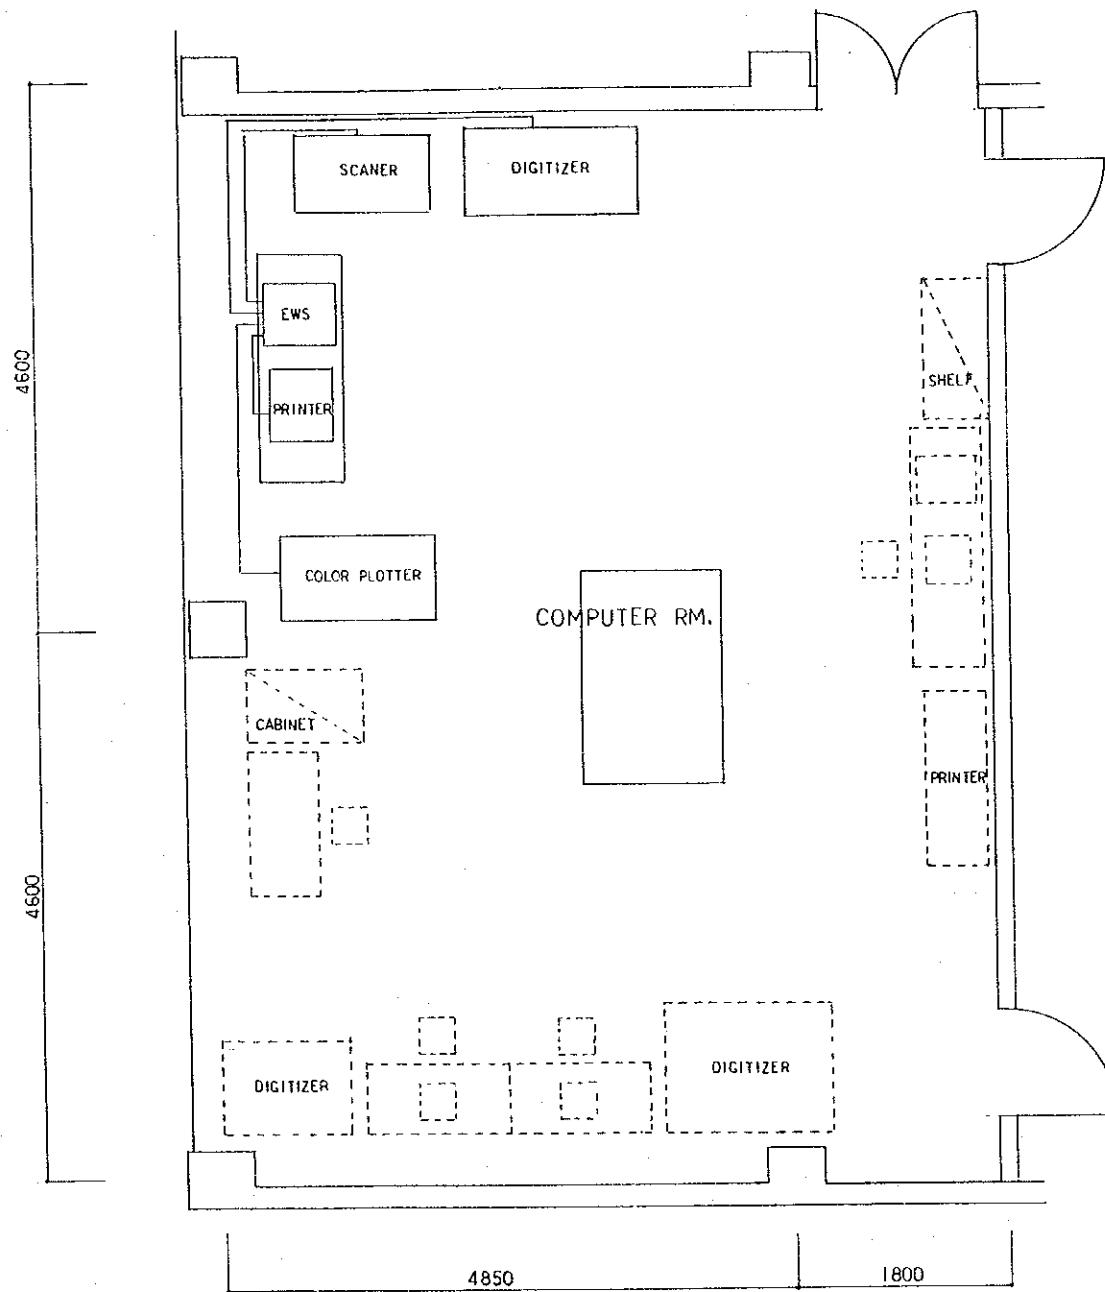 SCANER
DIGITIZER
EWS
4600
SHELF
PRINTER
COLOR PLOTTER
COMPUTER RM.
CABINET
PRINTER
4600
DIGITIZER
DIGITIZER
4850
1800